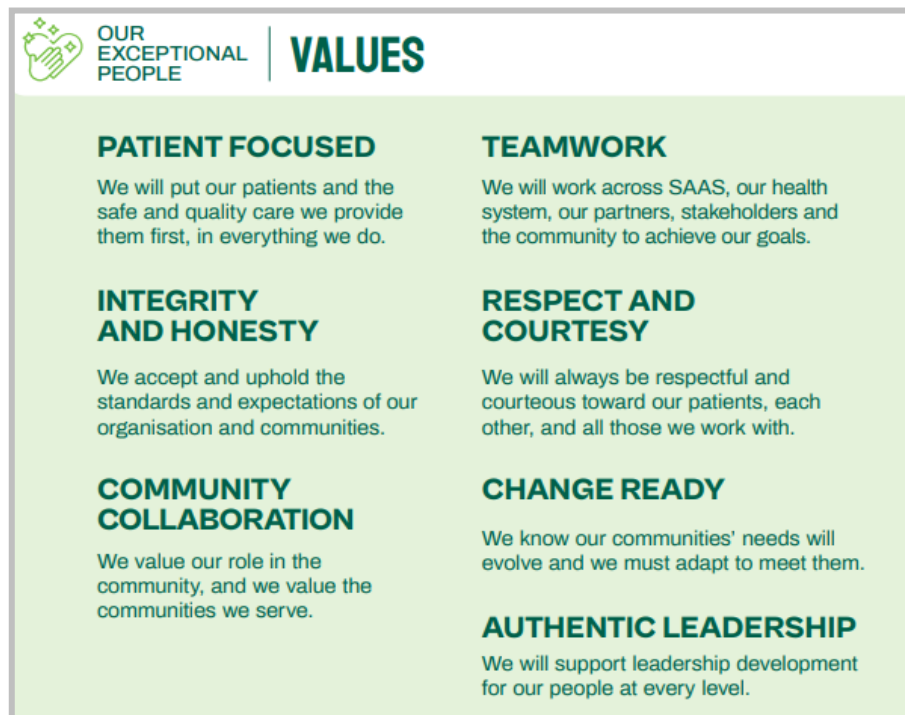 OUR
EXCEPTIONAL
PEOPLE
VALUES
PATIENT FOCUSED
We will put our patients and the
safe and quality care we provide
them first, in everything we do.
INTEGRITY
AND HONESTY
We accept and uphold the
standards and expectations of our
organisation and communities.
COMMUNITY
COLLABORATION
We value our role in the
community, and we value the
communities we serve.
TEAMWORK
We will work across SAAS, our health
system, our partners, stakeholders and
the community to achieve our goals.
RESPECT AND
COURTESY
We will always be respectful and
courteous toward our patients, each
other, and all those we work with.
CHANGE READY
We know our communities’ needs will
evolve and we must adapt to meet them.
AUTHENTIC LEADERSHIP
We will support leadership development
for our people at every level.